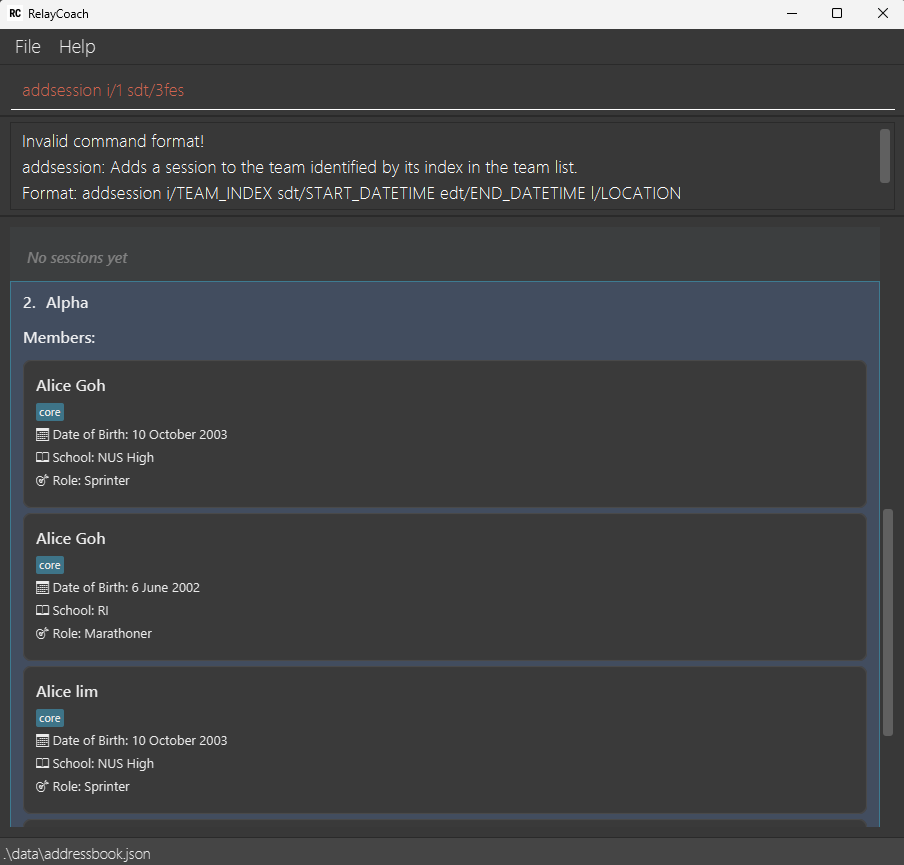 RC RelayCoach
File Help
addsession i/1 sdt/3fes
Invalid command format!
addsession: Adds a session to the team identified by its index in the team list.
Format: addsession i/TEAM_INDEX sdt/START_DATETIME edt/END_DATETIME l/LOCATION
No sessions yet
2. Alpha
Members:
Alice Goh
core
Date of Birth: 10 October 2003
School: NUS High
Role: Sprinter
Alice Goh
core
Date of Birth: 6 June 2002
School: RI
Role: Marathoner
Alice lim
core
Date of Birth: 10 October 2003
School: NUS High
Role: Sprinter
.\data\addressbook.json